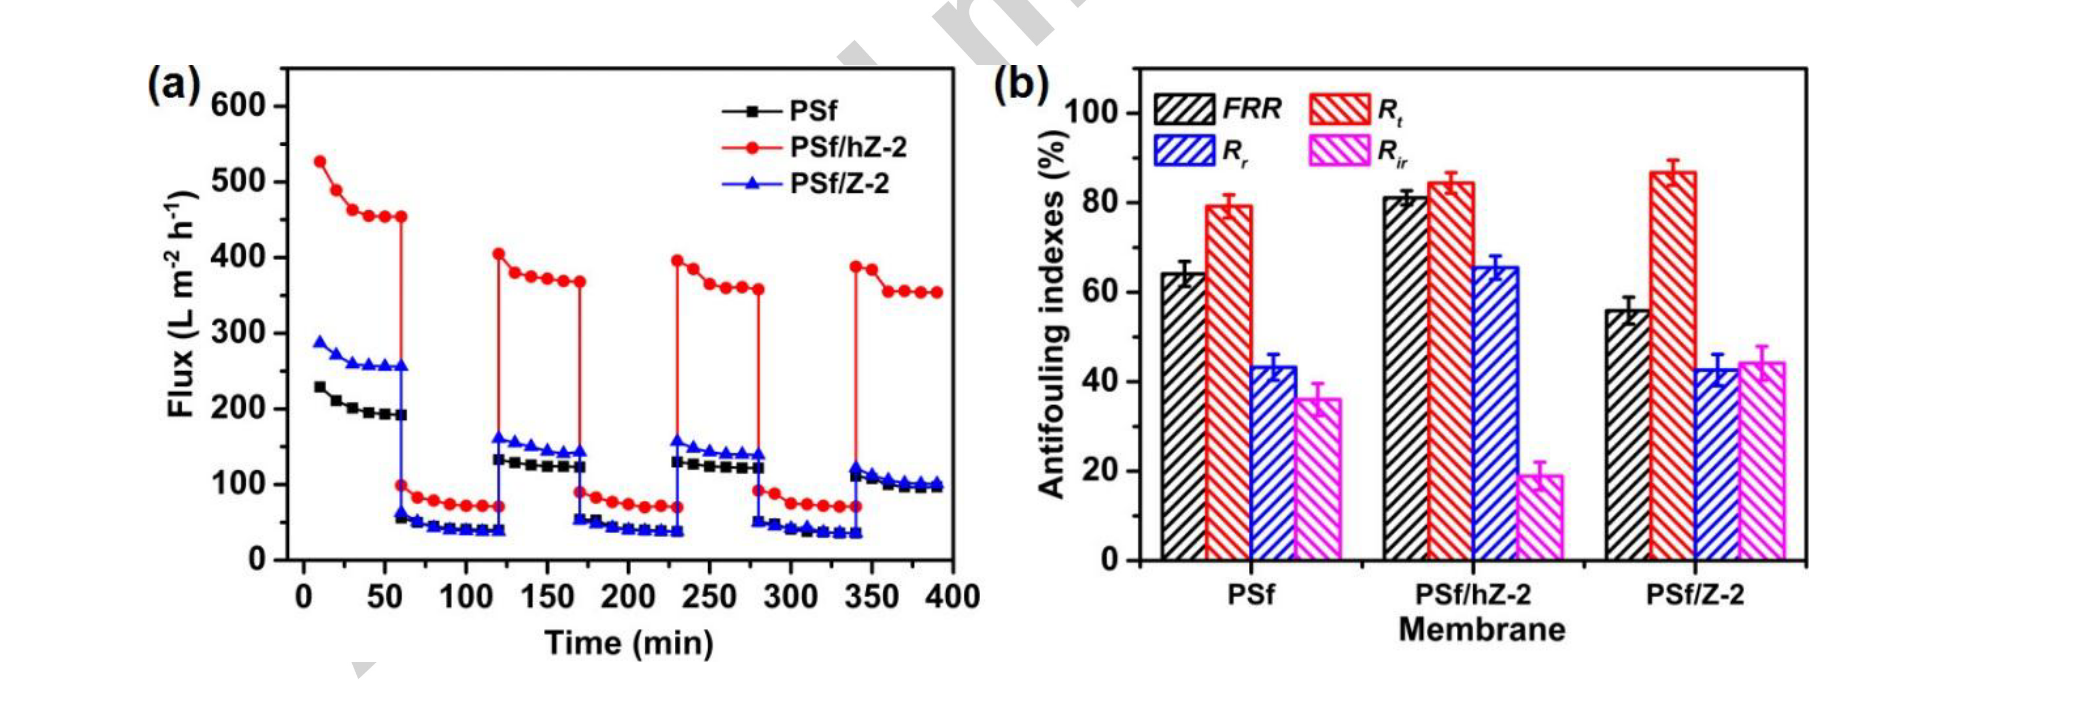 (a)
600
500
400
300
200
100
0
Flux (L m-2 h-1)
PSf
PSf/hZ-2
PSf/Z-2
0 50 100 150 200 250 300 350 400
Time (min)
(b)
100
80
60
40
20
0
Antifouling indexes (%)
FRR Rt
Rr Rir
PSf PSf/hZ-2 PSf/Z-2
Membrane